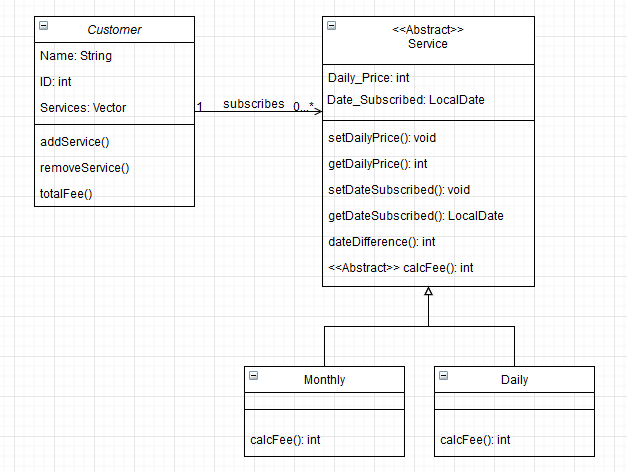 Customer
Name: String
ID: int
Services: Vector
addService()
removeService()
totalFee()
1
subscribes
0...*
<<Abstract>>
Service
Daily_Price: int
Date_Subscribed: LocalDate
setDailyPrice(): void
getDailyPrice(): int
setDateSubscribed(): void
getDateSubscribed(): LocalDate
dateDifference(): int
<<Abstract>> calcFee(): int
Monthly
calcFee(): int
Daily
calcFee(): int